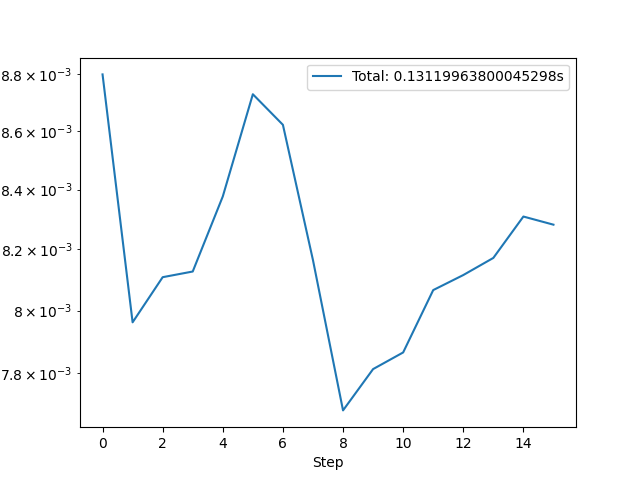 Total: 0.13119963800045298s
8.8 × 10⁻³
8.6 × 10⁻³
8.4 × 10⁻³
8.2 × 10⁻³
8 × 10⁻³
7.8 × 10⁻³
0 2 4 6 8 10 12 14
Step